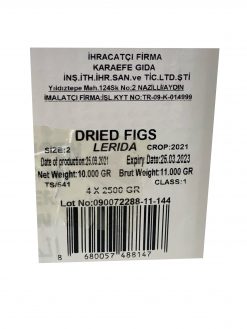 İHRACATÇI FİRMA
KARAEFE GIDA
İNŞ.İTH.İHR.SAN.ve TİC.LTD.ŞTİ
Yıldıztepe Mah.124Sk No:2 NAZİLLİ/AYDIN
İMALATÇI FİRMA:İŞL.KYT NO:TR-09-K-014999
DRIED FIGS
SIZE:2 LERIDA CROP:2021
Date of production:25.09.2021 Expiry Date:25.03.2023
Net Weight:10.000 GR Brut Weight:11.000 GR
TS/541 CLASS:1
4 X 2500 GR
Lot No:090072288-11-144
8 680057 488147